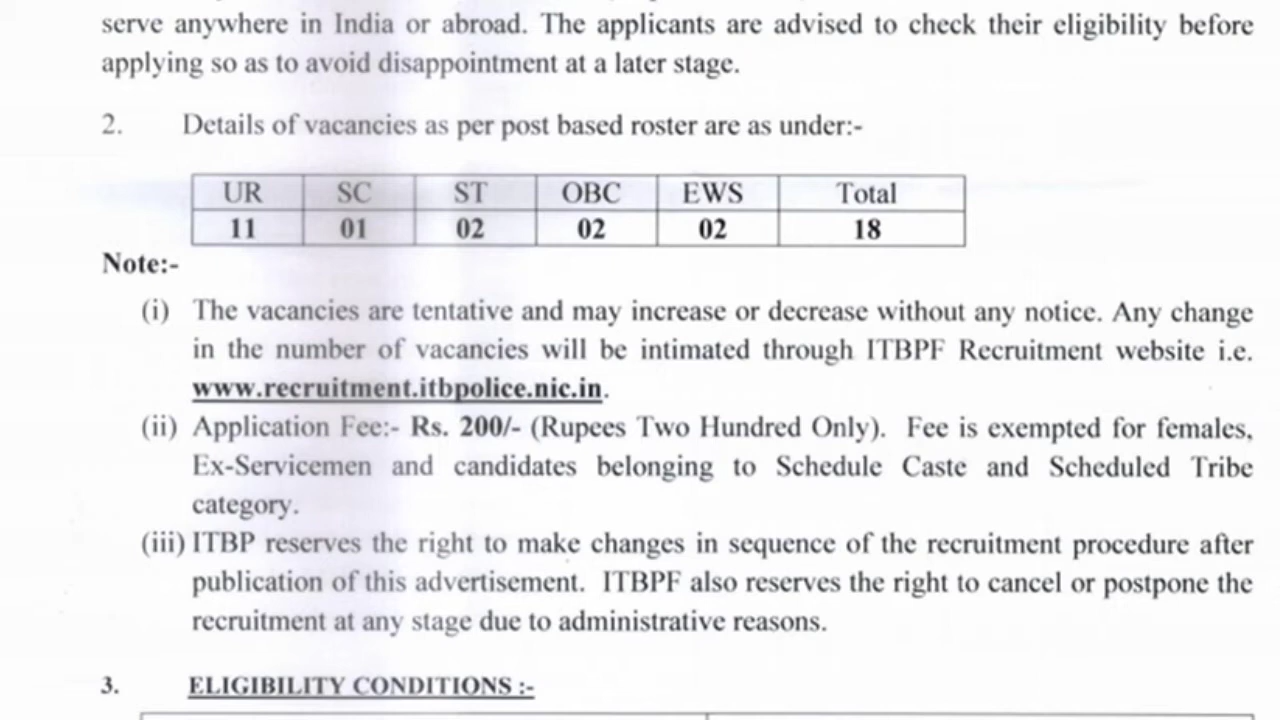 serve anywhere in India or abroad. The applicants are advised to check their eligibility before
applying so as to avoid disappointment at a later stage.
2. Details of vacancies as per post based roster are as under:-
UR SC ST OBC EWS Total
11 01 02 02 02 18
Note:-
(i) The vacancies are tentative and may increase or decrease without any notice. Any change
in the number of vacancies will be intimated through ITBPF Recruitment website i.e.
www.recruitment.itbpolice.nic.in.
(ii) Application Fee:- Rs. 200/- (Rupees Two Hundred Only). Fee is exempted for females,
Ex-Servicemen and candidates belonging to Schedule Caste and Scheduled Tribe
category.
(iii) ITBP reserves the right to make changes in sequence of the recruitment procedure after
publication of this advertisement. ITBPF also reserves the right to cancel or postpone the
recruitment at any stage due to administrative reasons.
3. ELIGIBILITY CONDITIONS :-